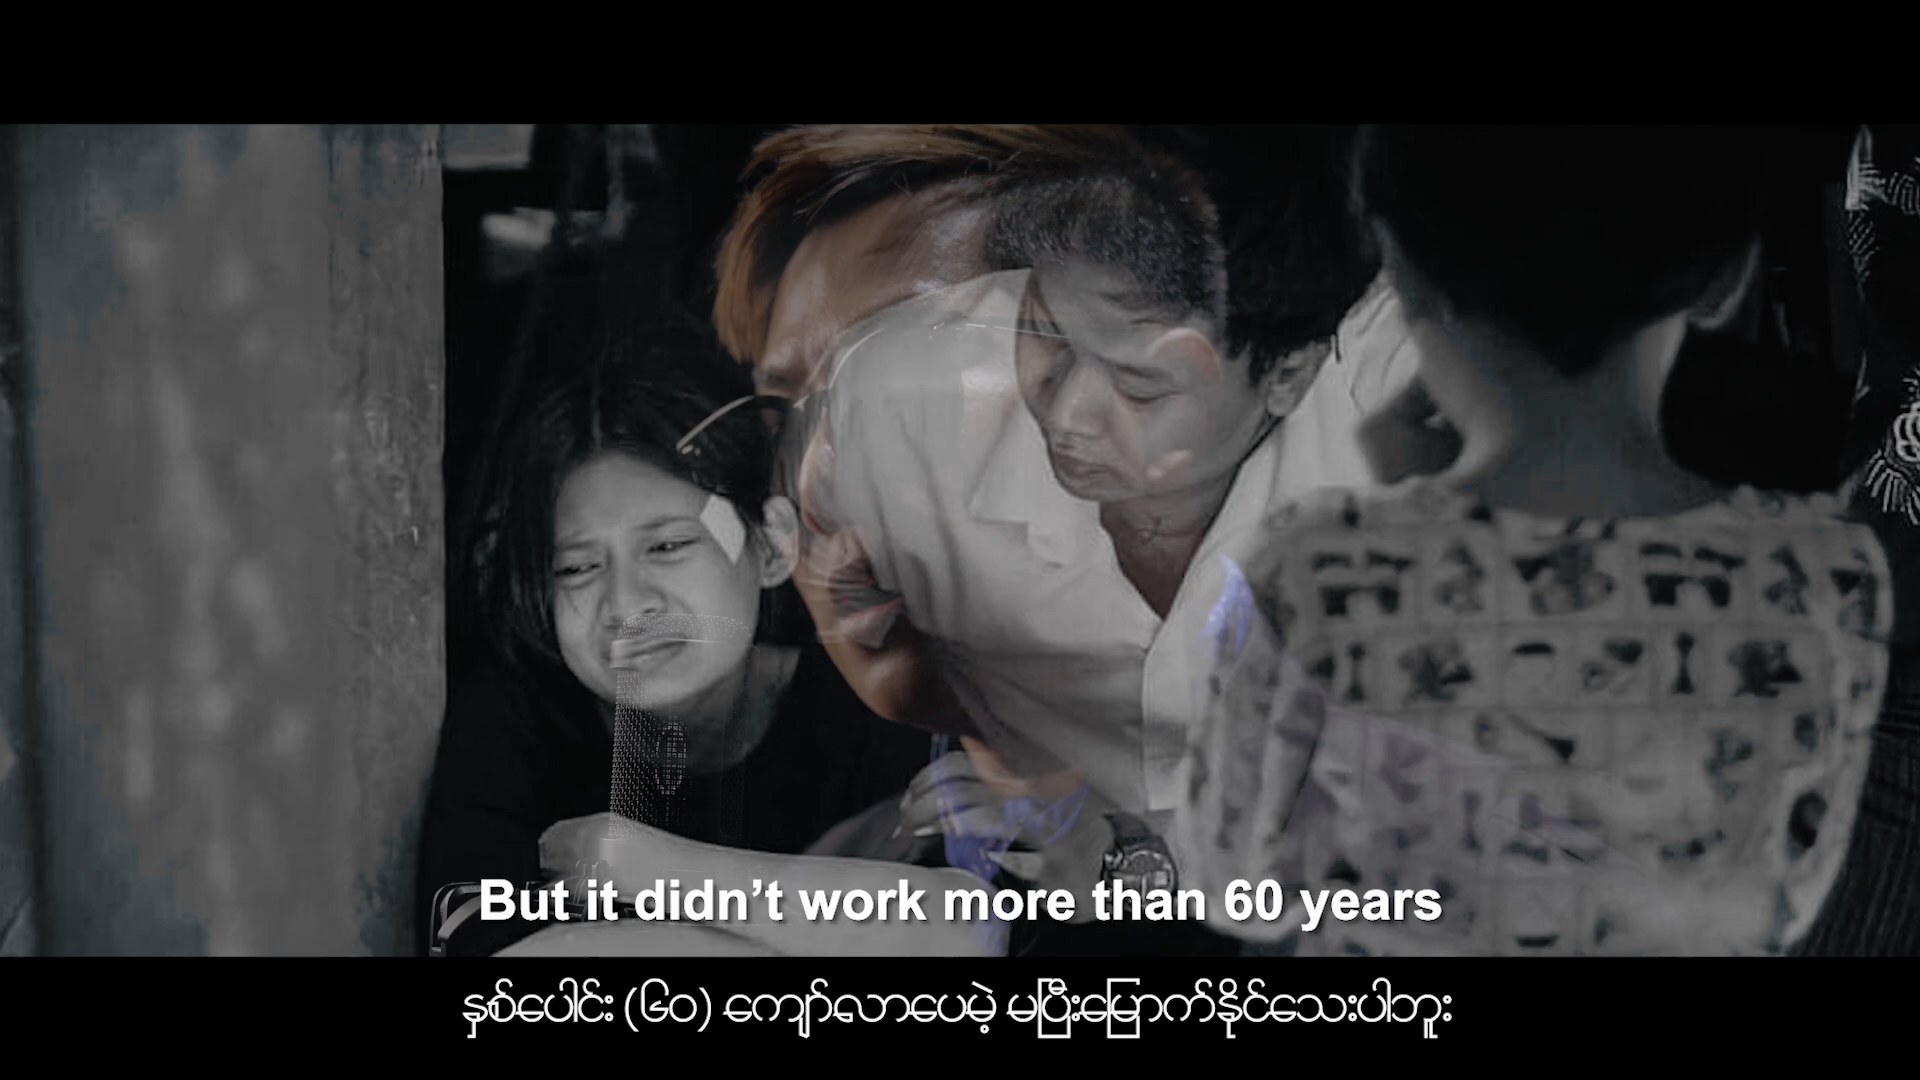 But it didn’t work more than 60 years
နှစ်ပေါင်း (၆၀) ကျော်လာပေမဲ့ မပြီးမြောက်နိုင်သေးပါဘူး